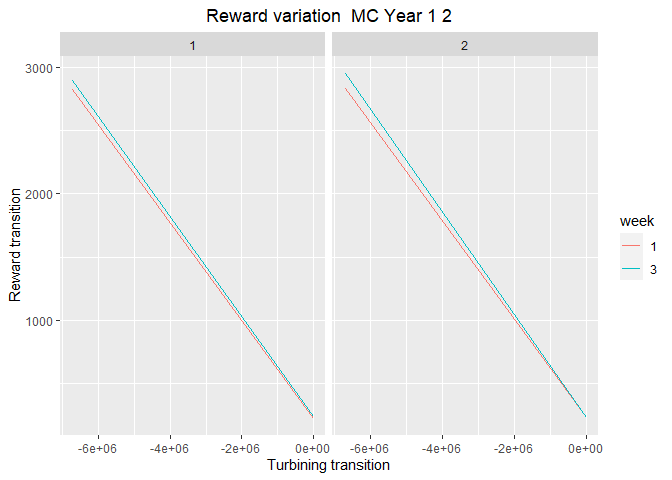 Reward variation  MC Year 1 2
1
2
3000
2000
1000
Reward transition
-6e+06
-4e+06
-2e+06
0e+00
-6e+06
-4e+06
-2e+06
0e+00
Turbining transition
week
1
3